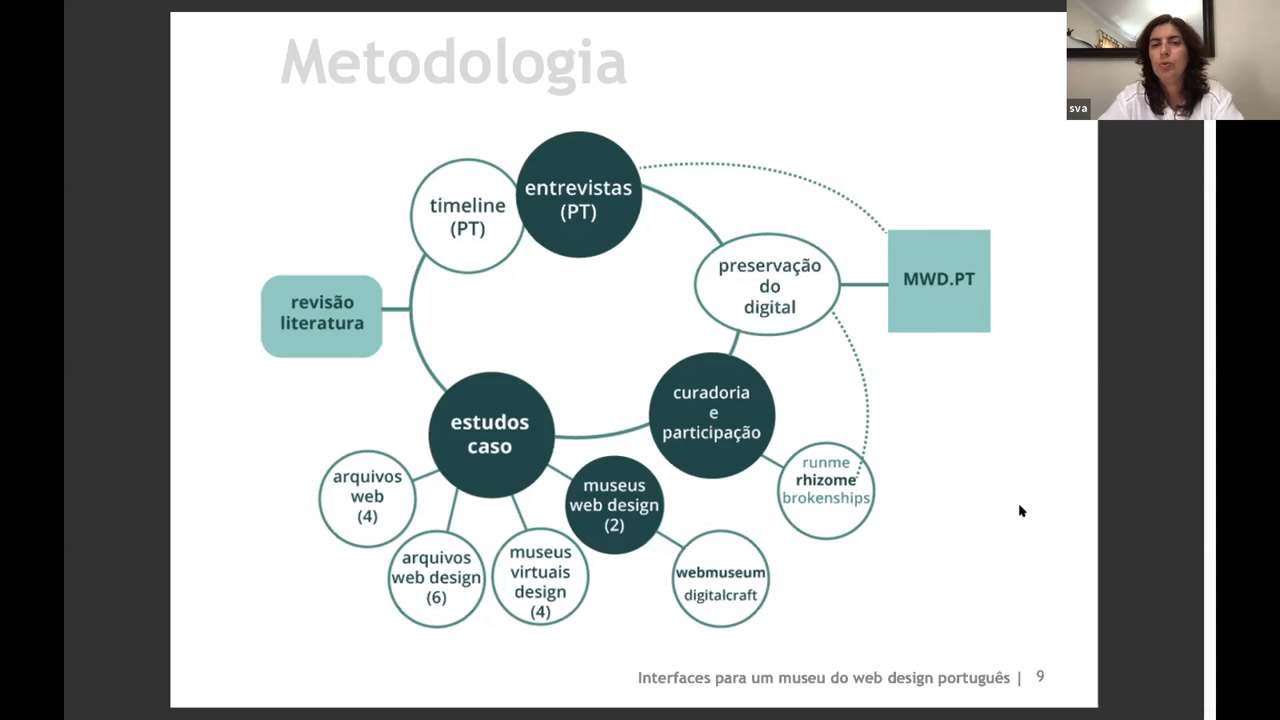 Metodologia
sva
timeline
(PT)
entrevistas
(PT)
preservação
do
digital
MWD.PT
revisão
literatura
estudos
caso
curadoria
e
participação
arquivos
web
(4)
arquivos
web design
(6)
museus
virtuais
design
(4)
museus
web design
(2)
webmuseum
digitalcraft
runme
rhizome
brokenships
Interfaces para um museu do web design português | 9